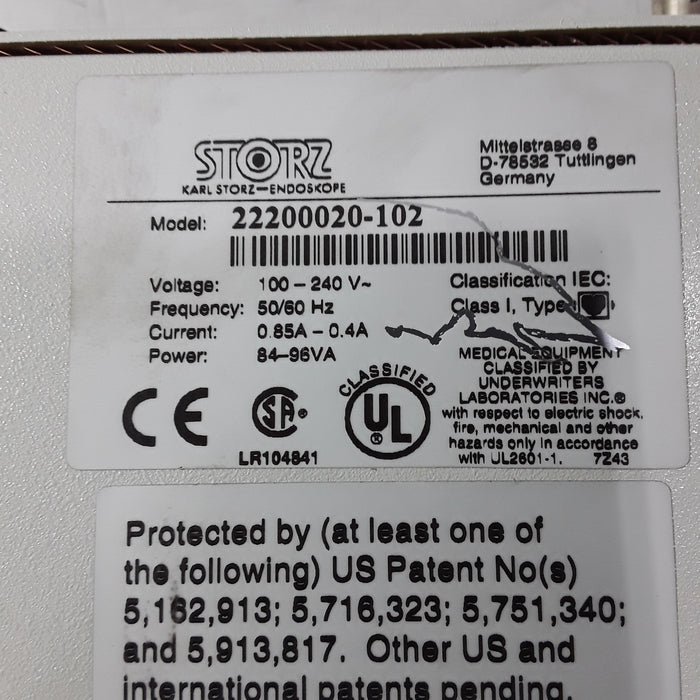 STORZ
KARL STORZ—ENDOSKOPE
Mittelstrasse 8
D-78532 Tuttlingen
Germany
Model: 22200020-102
Voltage: 100 – 240 V~
Frequency: 50/60 Hz
Current: 0.85A – 0.4A
Power: 84–96VA
Classification IEC:
Class I, Type
CE
SA®
LR104841
CLASSIFIED
UL®
MEDICAL EQUIPMENT
CLASSIFIED BY
UNDERWRITERS
LABORATORIES INC.®
with respect to electric shock,
fire, mechanical and other
hazards only in accordance
with UL2601-1. 7Z43
Protected by (at least one of
the following) US Patent No(s)
5,162,913; 5,716,323; 5,751,340;
and 5,913,817. Other US and
international patents pending.